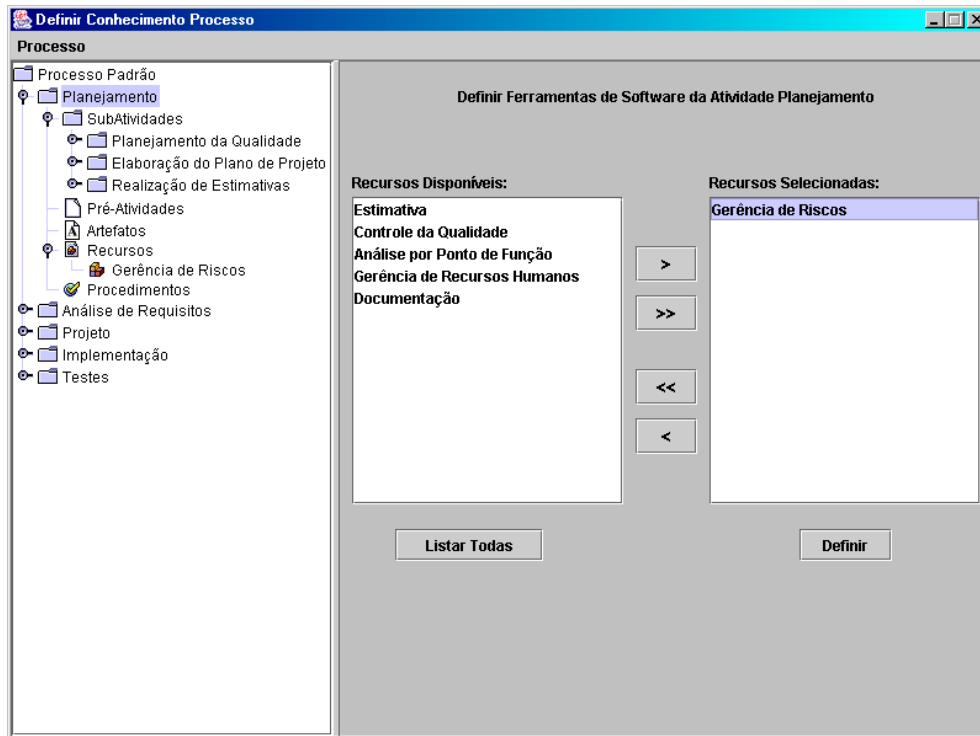 Definir Conhecimento Processo
Processo
Processo Padrão
Planejamento
SubAtividades
Planejamento da Qualidade
Elaboração do Plano de Projeto
Realização de Estimativas
Pré-Atividades
Artefatos
Recursos
Gerência de Riscos
Procedimentos
Análise de Requisitos
Projeto
Implementação
Testes
Definir Ferramentas de Software da Atividade Planejamento
Recursos Disponíveis:
Estimativa
Controle da Qualidade
Análise por Ponto de Função
Gerência de Recursos Humanos
Documentação
>
>>
<<
<
Recursos Selecionadas:
Gerência de Riscos
Listar Todas
Definir